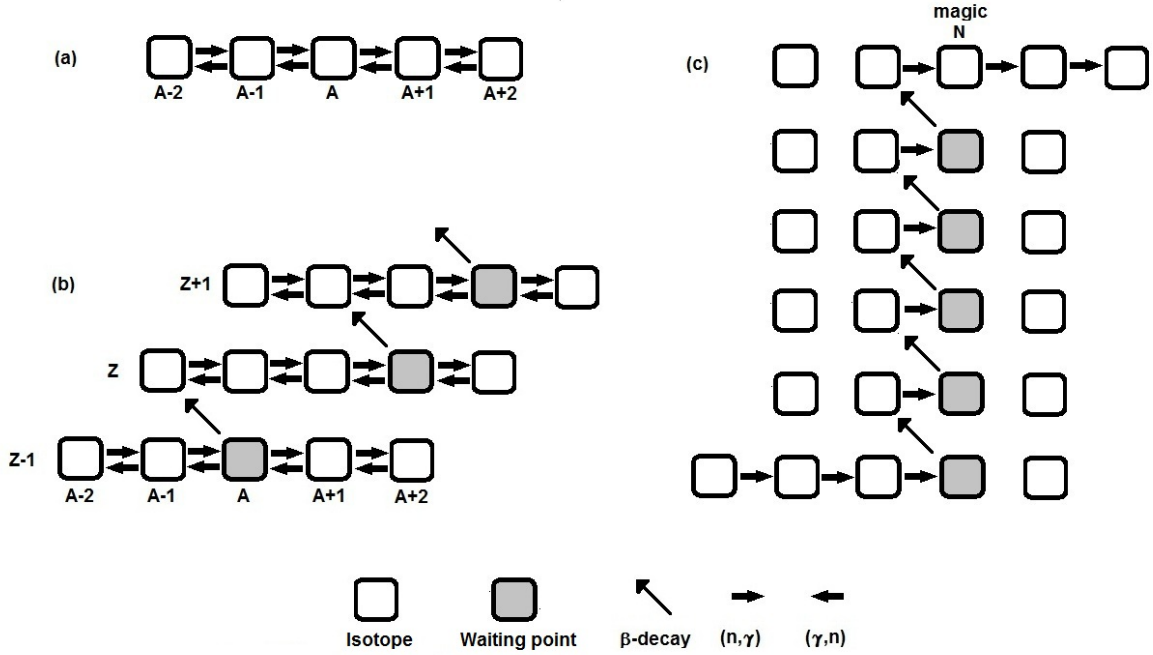 (a)
A-2 A-1 A A+1 A+2
(b)
Z+1
Z
Z-1
A-2 A-1 A A+1 A+2
(c)
magic
N
Isotope Waiting point β-decay (n,γ) (γ,n)